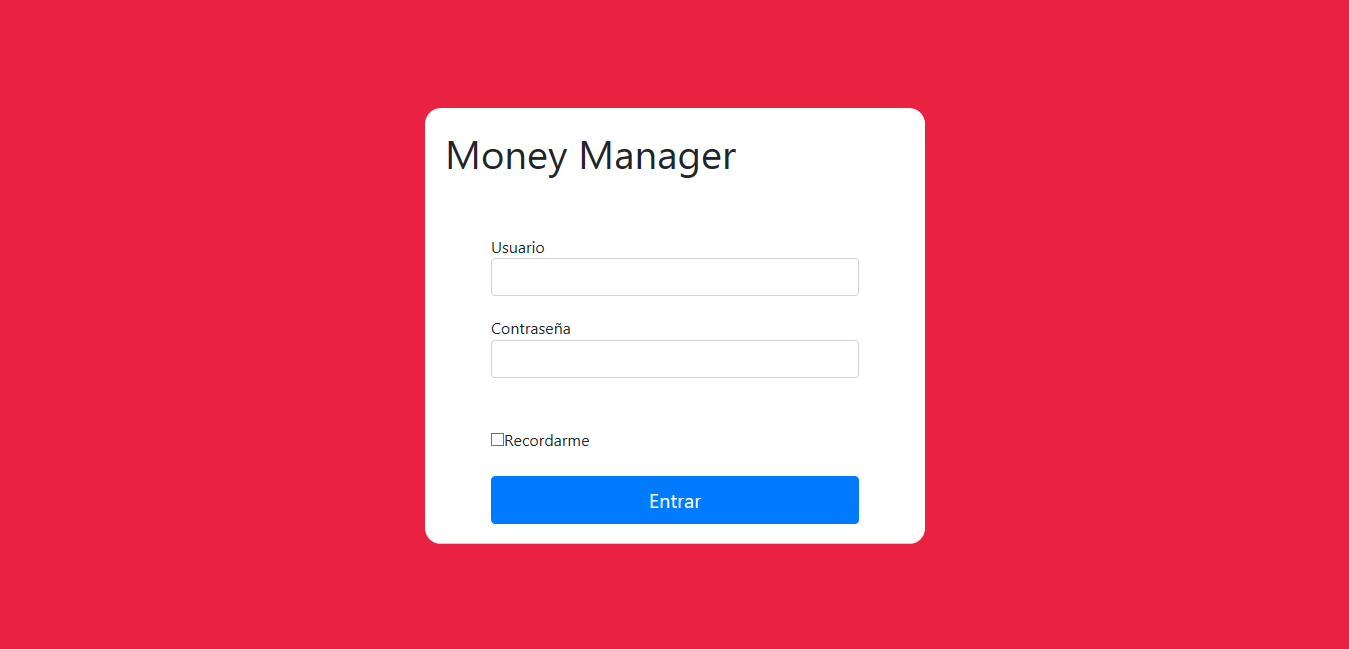 Money Manager
Usuario
Contraseña
Recordarme
Entrar